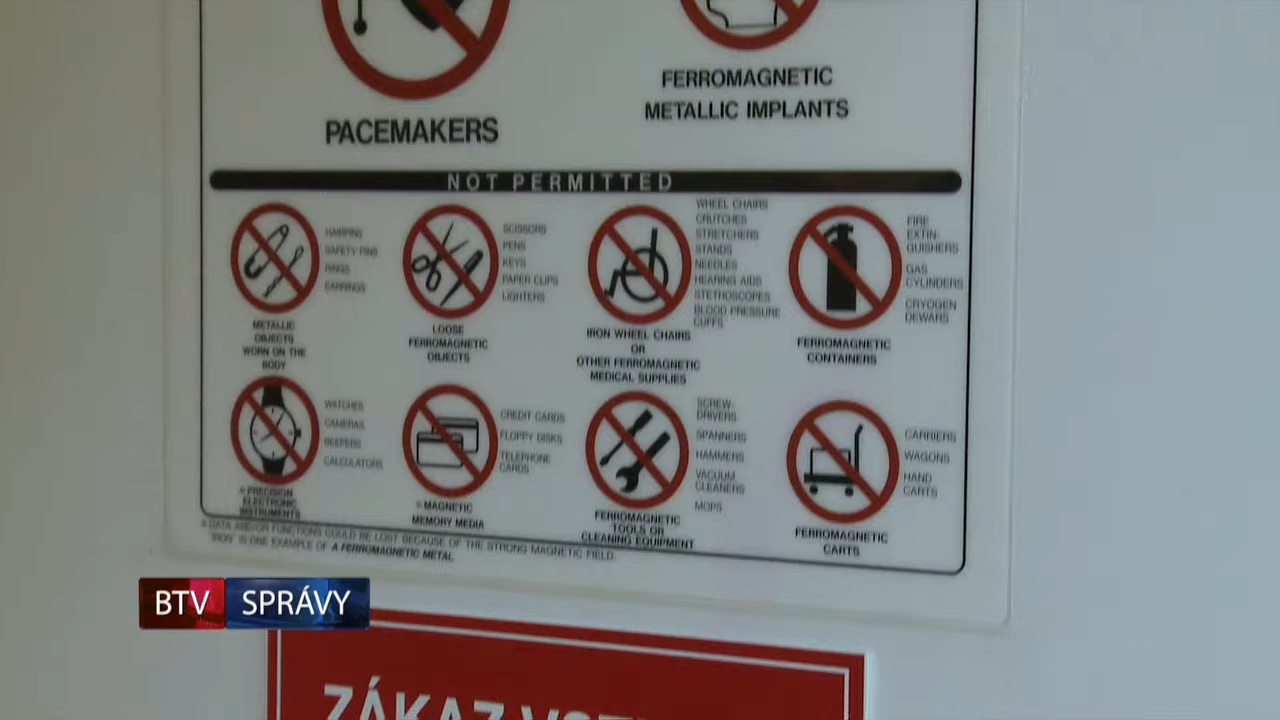 PACEMAKERS
FERROMAGNETIC
METALLIC IMPLANTS
NOT PERMITTED
HAIRPINS
SAFETY PINS
RINGS
EARRINGS
METALLIC
OBJECTS
WORN ON THE
BODY
SCISSORS
PENS
KEYS
PAPER CLIPS
LIGHTERS
LOOSE
FERROMAGNETIC
OBJECTS
WHEEL CHAIRS
CRUTCHES
STRETCHERS
STANDS
NEEDLES
HEARING AIDS
STETHOSCOPES
BLOOD PRESSURE
CUFFS
IRON WHEEL CHAIRS
OR
OTHER FERROMAGNETIC
MEDICAL SUPPLIES
FIRE
EXTIN-
GUISHERS
GAS
CYLINDERS
CRYOGEN
DEWARS
FERROMAGNETIC
CONTAINERS
WATCHES
CAMERAS
BEEPERS
CALCULATORS
* PRECISION
ELECTRONIC
INSTRUMENTS
CREDIT CARDS
FLOPPY DISKS
TELEPHONE
CARDS
* MAGNETIC
MEMORY MEDIA
SCREW-
DRIVERS
SPANNERS
HAMMERS
VACUUM
CLEANERS
MOPS
FERROMAGNETIC
TOOLS OR
CLEANING EQUIPMENT
CARRIERS
WAGONS
HAND
CARTS
FERROMAGNETIC
CARTS
* DATA AND/OR FUNCTIONS COULD BE LOST BECAUSE OF THE STRONG MAGNETIC FIELD.
"IRON" IS ONE EXAMPLE OF A FERROMAGNETIC METAL.
BTV SPRÁVY
ZÁKAZ